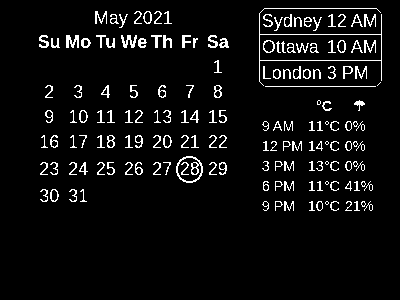 May 2021
Su Mo Tu We Th Fr Sa
1
2 3 4 5 6 7 8
9 10 11 12 13 14 15
16 17 18 19 20 21 22
23 24 25 26 27 28 29
30 31
Sydney 12 AM
Ottawa 10 AM
London 3 PM
°C ☂
9 AM 11°C 0%
12 PM 14°C 0%
3 PM 13°C 0%
6 PM 11°C 41%
9 PM 10°C 21%